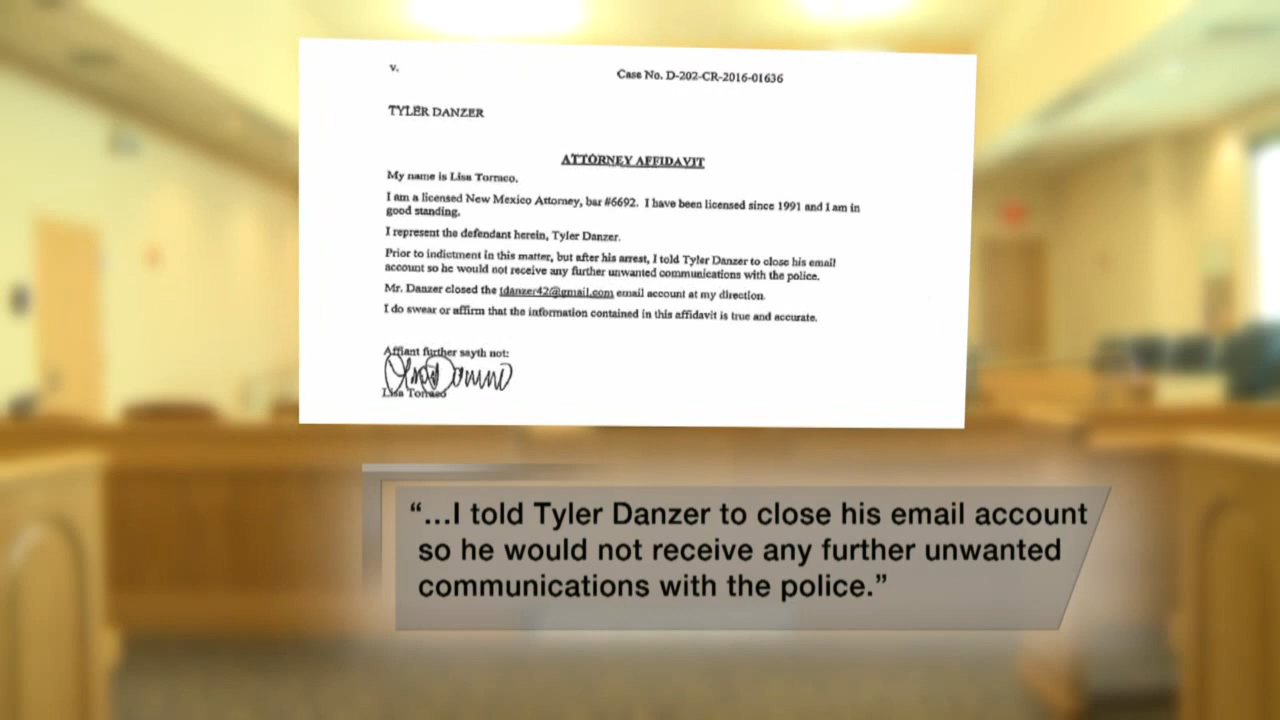 v.
Case No. D-202-CR-2016-01636
TYLER DANZER
ATTORNEY AFFIDAVIT
My name is Lisa Torraco.
I am a licensed New Mexico Attorney, bar #6692. I have been licensed since 1991 and I am in
good standing.
I represent the defendant herein, Tyler Danzer.
Prior to indictment in this matter, but after his arrest, I told Tyler Danzer to close his email
account so he would not receive any further unwanted communications with the police.
Mr. Danzer closed the tdanzer42@gmail.com email account at my direction.
I do swear or affirm that the information contained in this affidavit is true and accurate.
Affiant further sayth not:
Lisa Torraco
“...I told Tyler Danzer to close his email account
so he would not receive any further unwanted
communications with the police.”